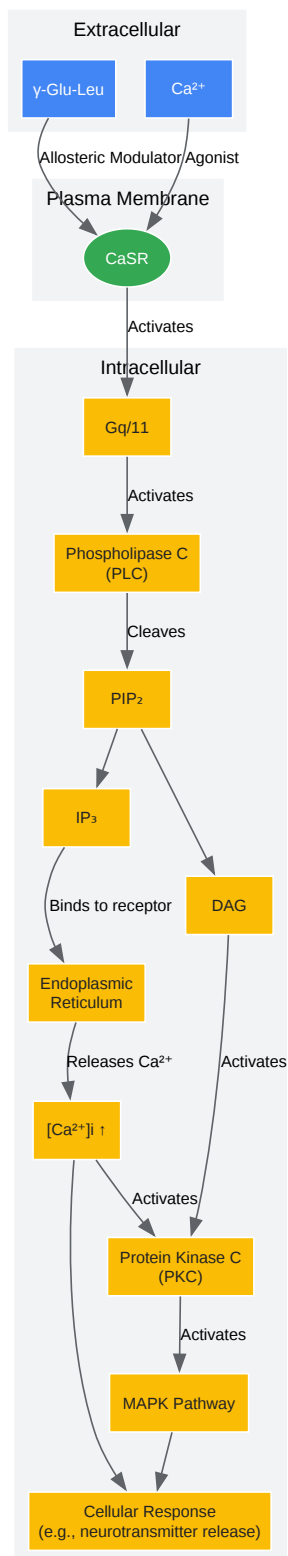 Extracellular
γ-Glu-Leu
Ca²⁺
Allosteric Modulator
Agonist
Plasma Membrane
CaSR
Activates
Intracellular
Gq/11
Activates
Phospholipase C
(PLC)
Cleaves
PIP₂
IP₃
DAG
Binds to receptor
Endoplasmic
Reticulum
Releases Ca²⁺
Activates
[Ca²⁺]i ↑
Activates
Protein Kinase C
(PKC)
Activates
MAPK Pathway
Cellular Response
(e.g., neurotransmitter release)